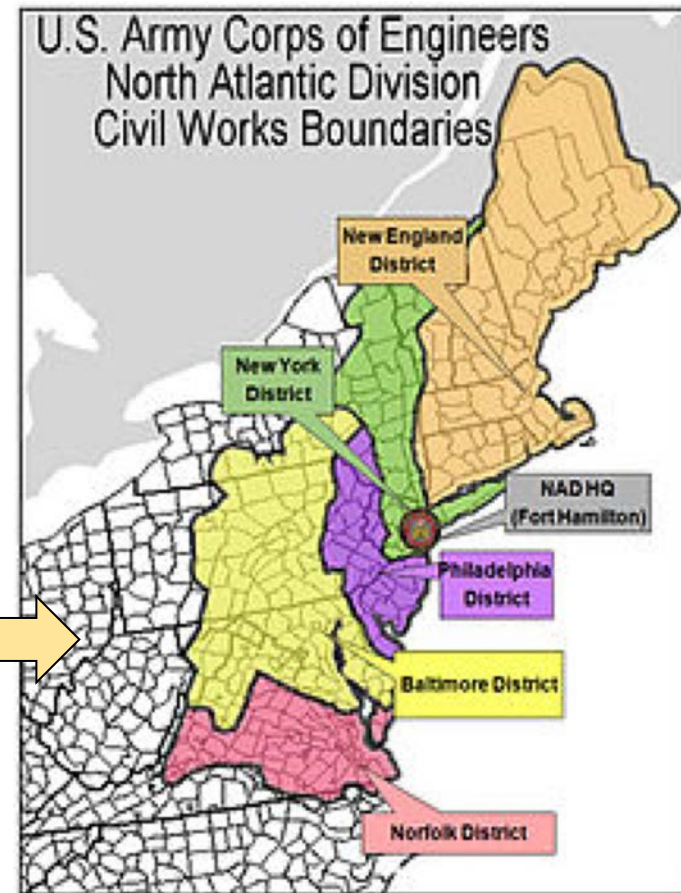 U.S. Army Corps of Engineers
North Atlantic Division
Civil Works Boundaries
New England
District
New York
District
NAD HQ
(Fort Hamilton)
Philadelphia
District
Baltimore District
Norfolk District